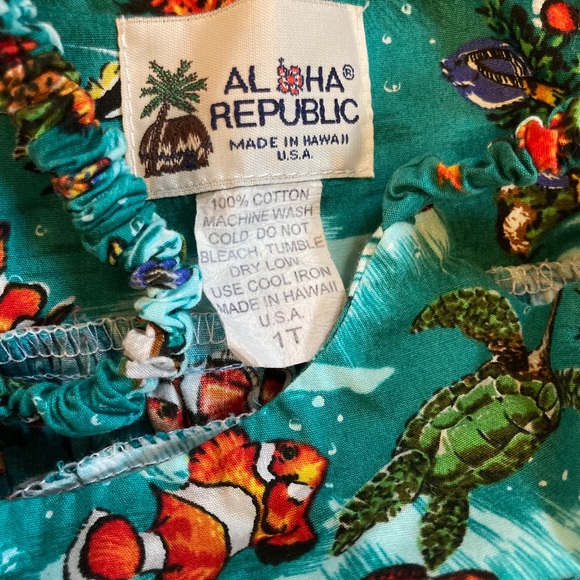 ALOHA®
REPUBLIC
MADE IN HAWAII
U.S.A.
100% COTTON
MACHINE WASH
COLD DO NOT
BLEACH, TUMBLE
DRY LOW
USE COOL IRON
MADE IN HAWAII
U.S.A.
1T